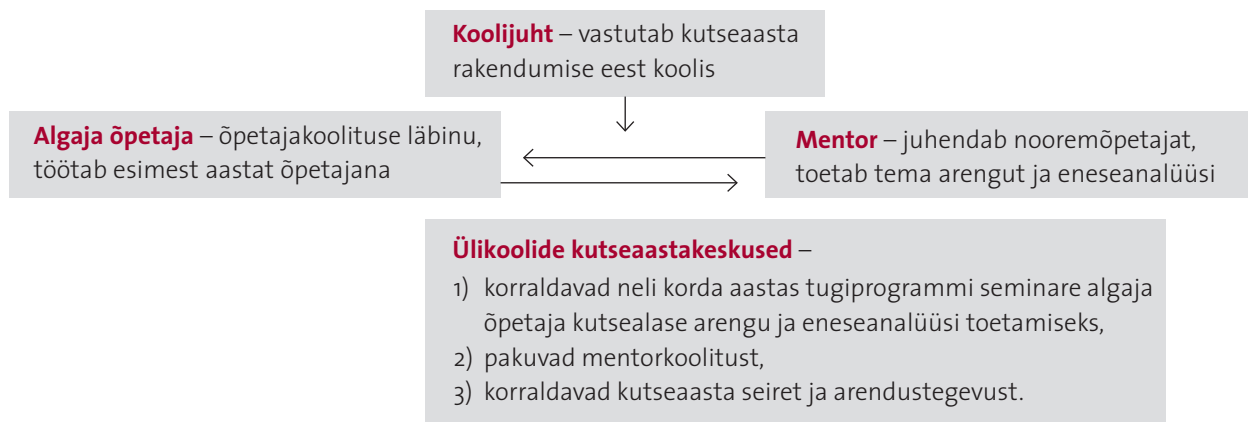 Koolijuht – vastutab kutseaasta
rakendumise eest koolis
Algaja õpetaja – õpetajakoolituse läbinu,
töötab esimest aastat õpetajana
Mentor – juhendab nooremõpetajat,
toetab tema arengut ja eneseanalüüsi
Ülikoolide kutseaastakeskused –
1) korraldavad neli korda aastas tugiprogrammi seminare algaja
õpetaja kutsealase arengu ja eneseanalüüsi toetamiseks,
2) pakuvad mentorkoolitust,
3) korraldavad kutseaasta seiret ja arendustegevust.